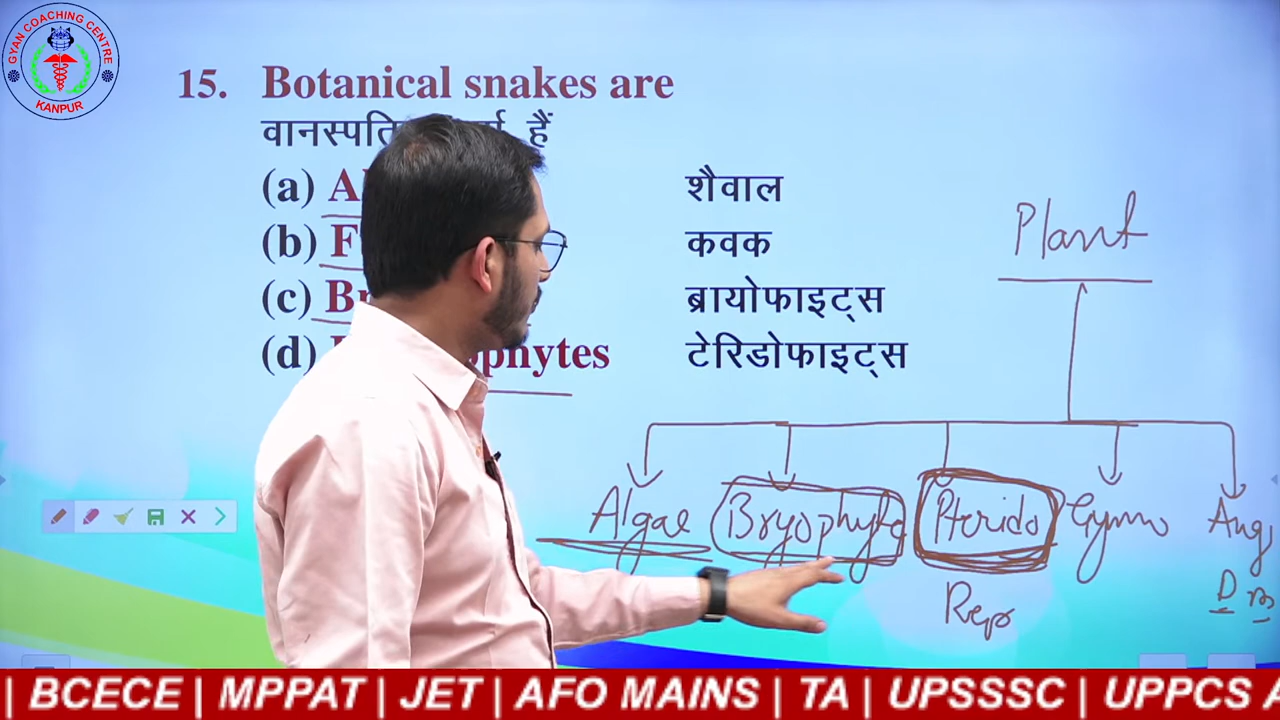 GYAN COACHING CENTRE
KANPUR
15. Botanical snakes are
हैं
(a) शैवाल
(b) कवक
(c) ब्रायोफाइट्स
(d) टेरिडोफाइट्स
Plant
Algae Bryophyte Pterido Gymno Ang
Rep D m
| BCECE | MPPAT | JET | AFO MAINS | TA | UPSSSC | UPPCS A